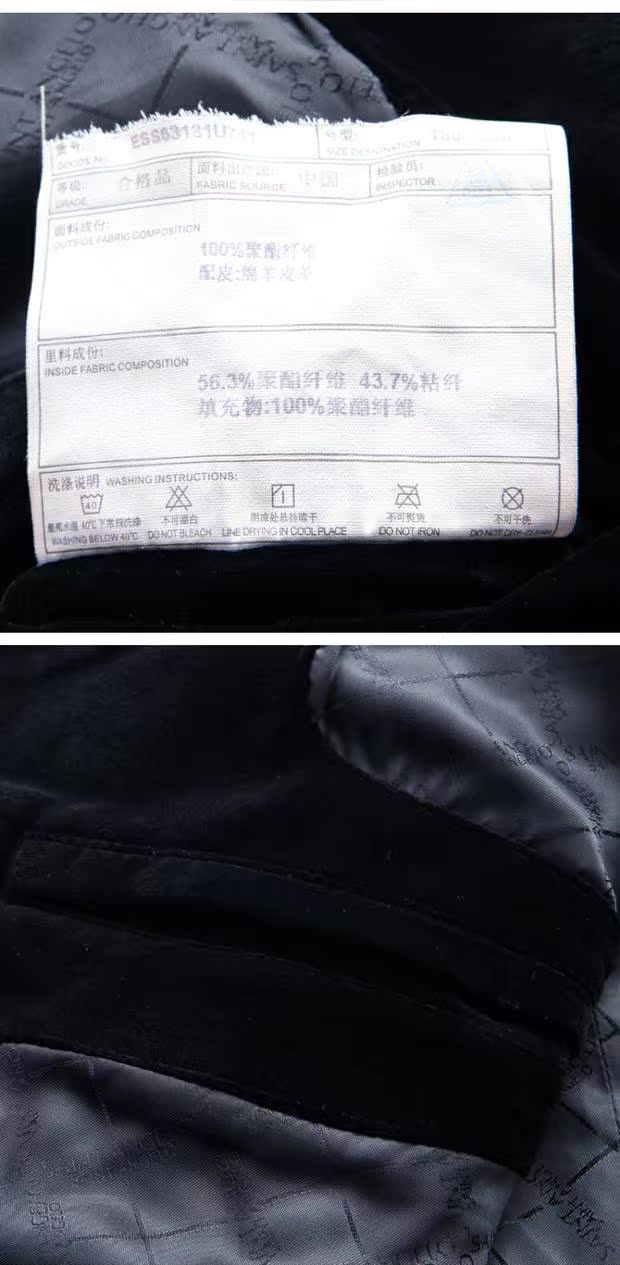 货号:
GOODS No.
号型:
SIZE DESIGNATION
等级:
GRADE
合格品
面料出产国:
FABRIC SOURCE
中国
检验员:
INSPECTOR
面料成份:
OUTSIDE FABRIC COMPOSITION
100%聚酯纤维
配皮:绵羊皮革
里料成份:
INSIDE FABRIC COMPOSITION
56.3%聚酯纤维 43.7%粘纤
填充物:100%聚酯纤维
洗涤说明 WASHING INSTRUCTIONS:
40
最高水温 40℃下常规洗涤 不可漂白 阴凉处悬挂晾干 不可熨烫 不可干洗
WASHING BELOW 40℃ DO NOT BLEACH LINE DRYING IN COOL PLACE DO NOT IRON DO NOT DRY-CLEAN